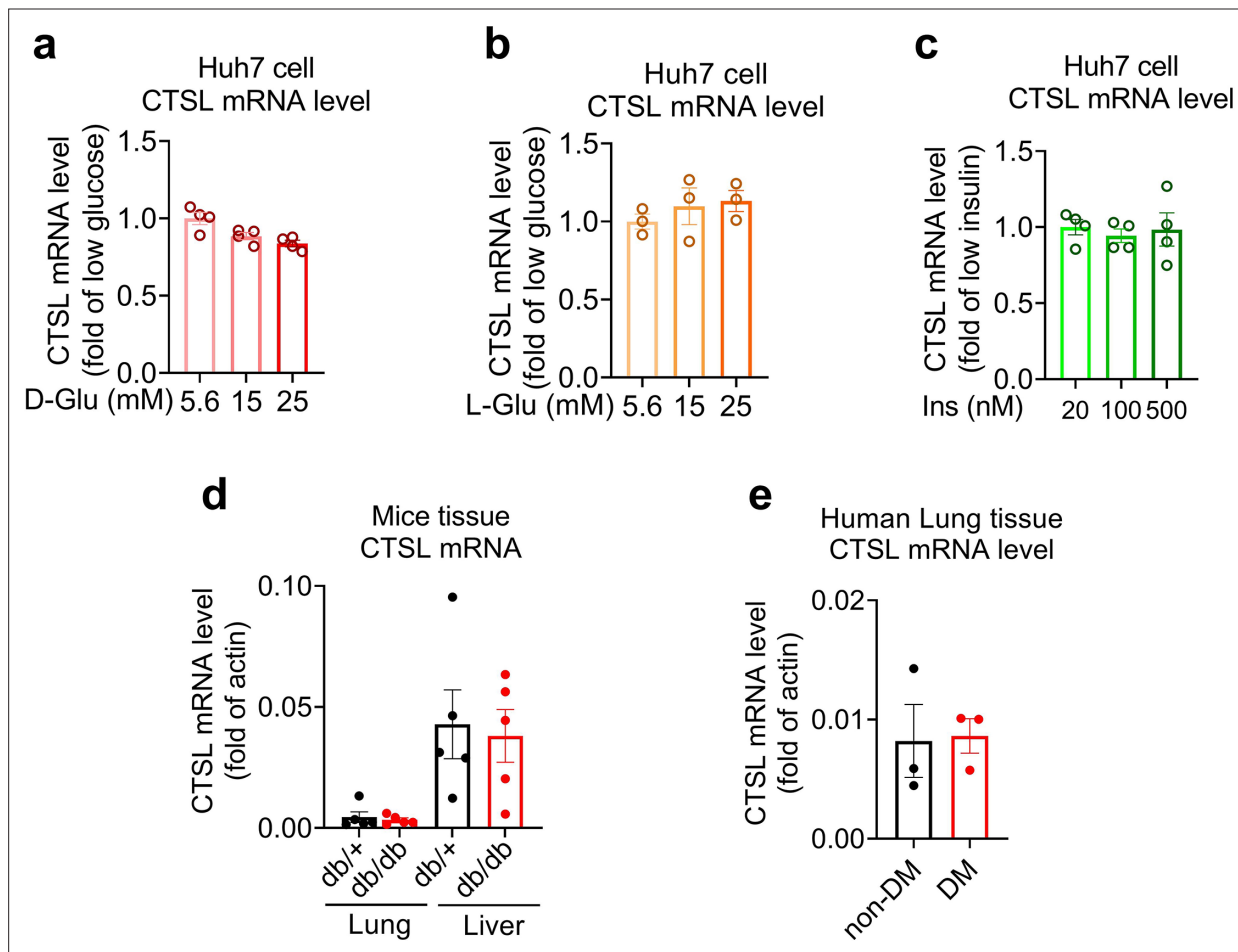 a
Huh7 cell
CTSL mRNA level
CTSL mRNA level
(fold of low glucose)
1.5
1.0
0.5
0.0
D-Glu (mM) 5.6 15 25
b
Huh7 cell
CTSL mRNA level
CTSL mRNA level
(fold of low glucose)
1.5
1.0
0.5
0.0
L-Glu (mM) 5.6 15 25
c
Huh7 cell
CTSL mRNA level
CTSL mRNA level
(fold of low insulin)
1.5
1.0
0.5
0.0
Ins (nM) 20 100 500
d
Mice tissue
CTSL mRNA
CTSL mRNA level
(fold of actin)
0.10
0.05
0.00
db/+ db/db db/+ db/db
Lung Liver
e
Human Lung tissue
CTSL mRNA level
CTSL mRNA level
(fold of actin)
0.02
0.01
0.00
non-DM DM